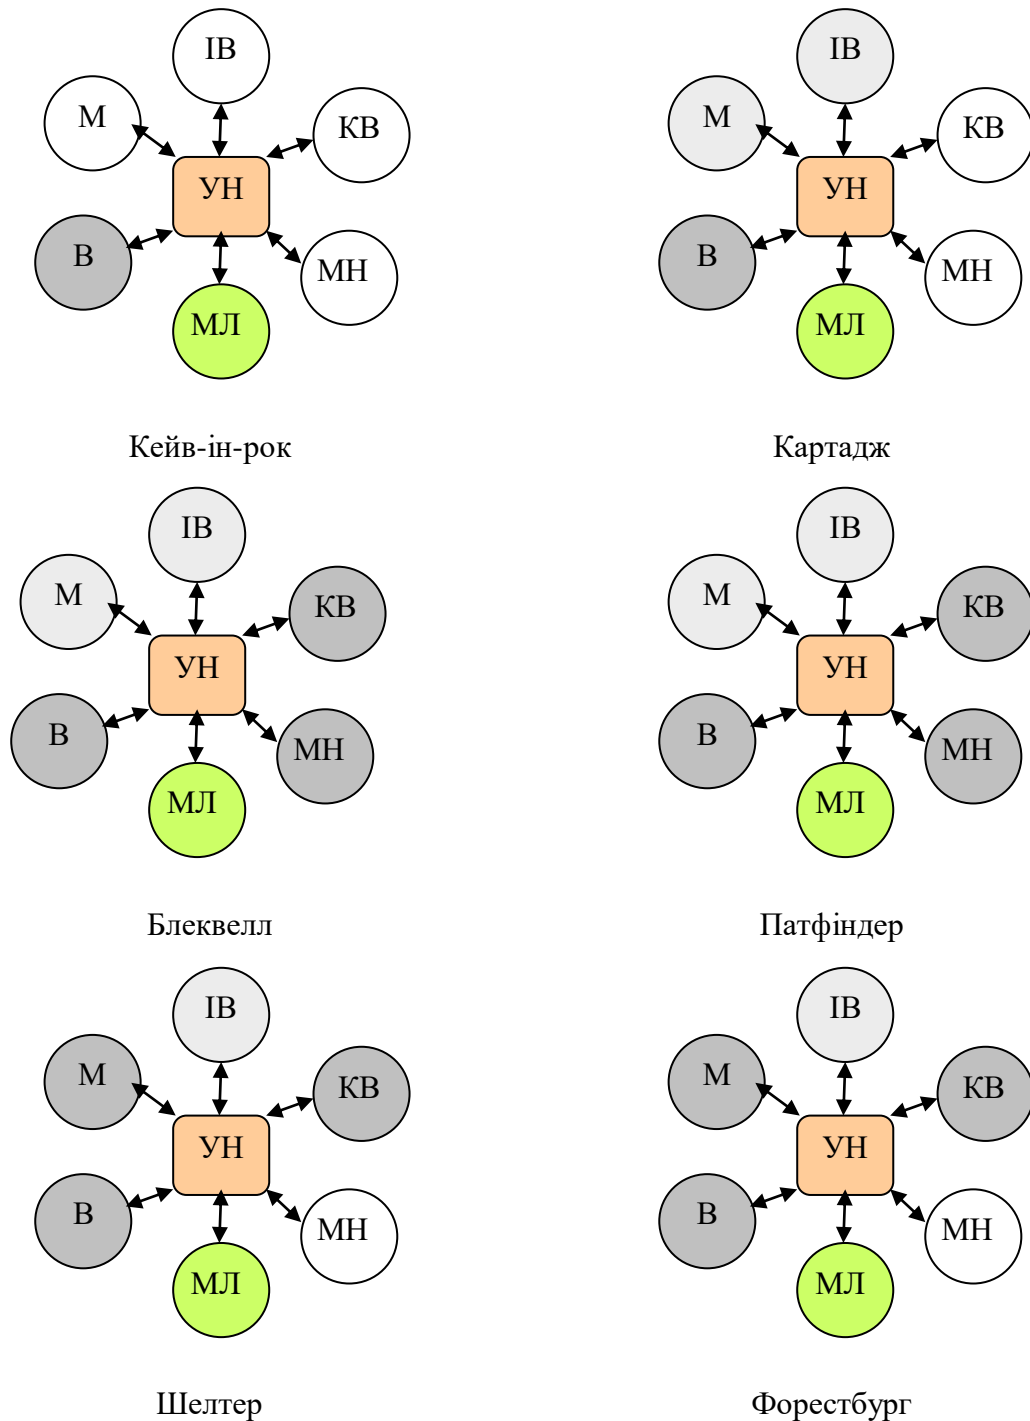 ІВ ІВ
М КВ М КВ
УН УН
В МН В МН
МЛ МЛ
Кейв-ін-рок Картадж
ІВ ІВ
М КВ М КВ
УН УН
В МН В МН
МЛ МЛ
Блеквелл Патфіндер
ІВ ІВ
М КВ М КВ
УН УН
В МН В МН
МЛ МЛ
Шелтер Форестбург